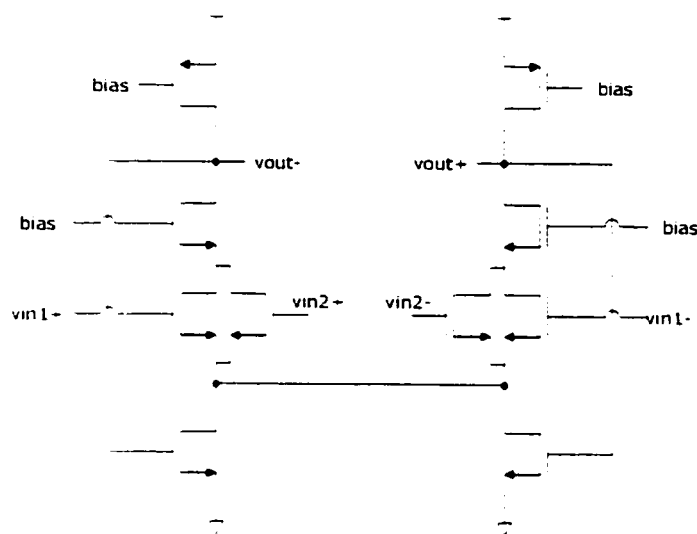 bias
bias
vout-
vout+
bias
bias
vin1+
vin2+
vin2-
vin1-